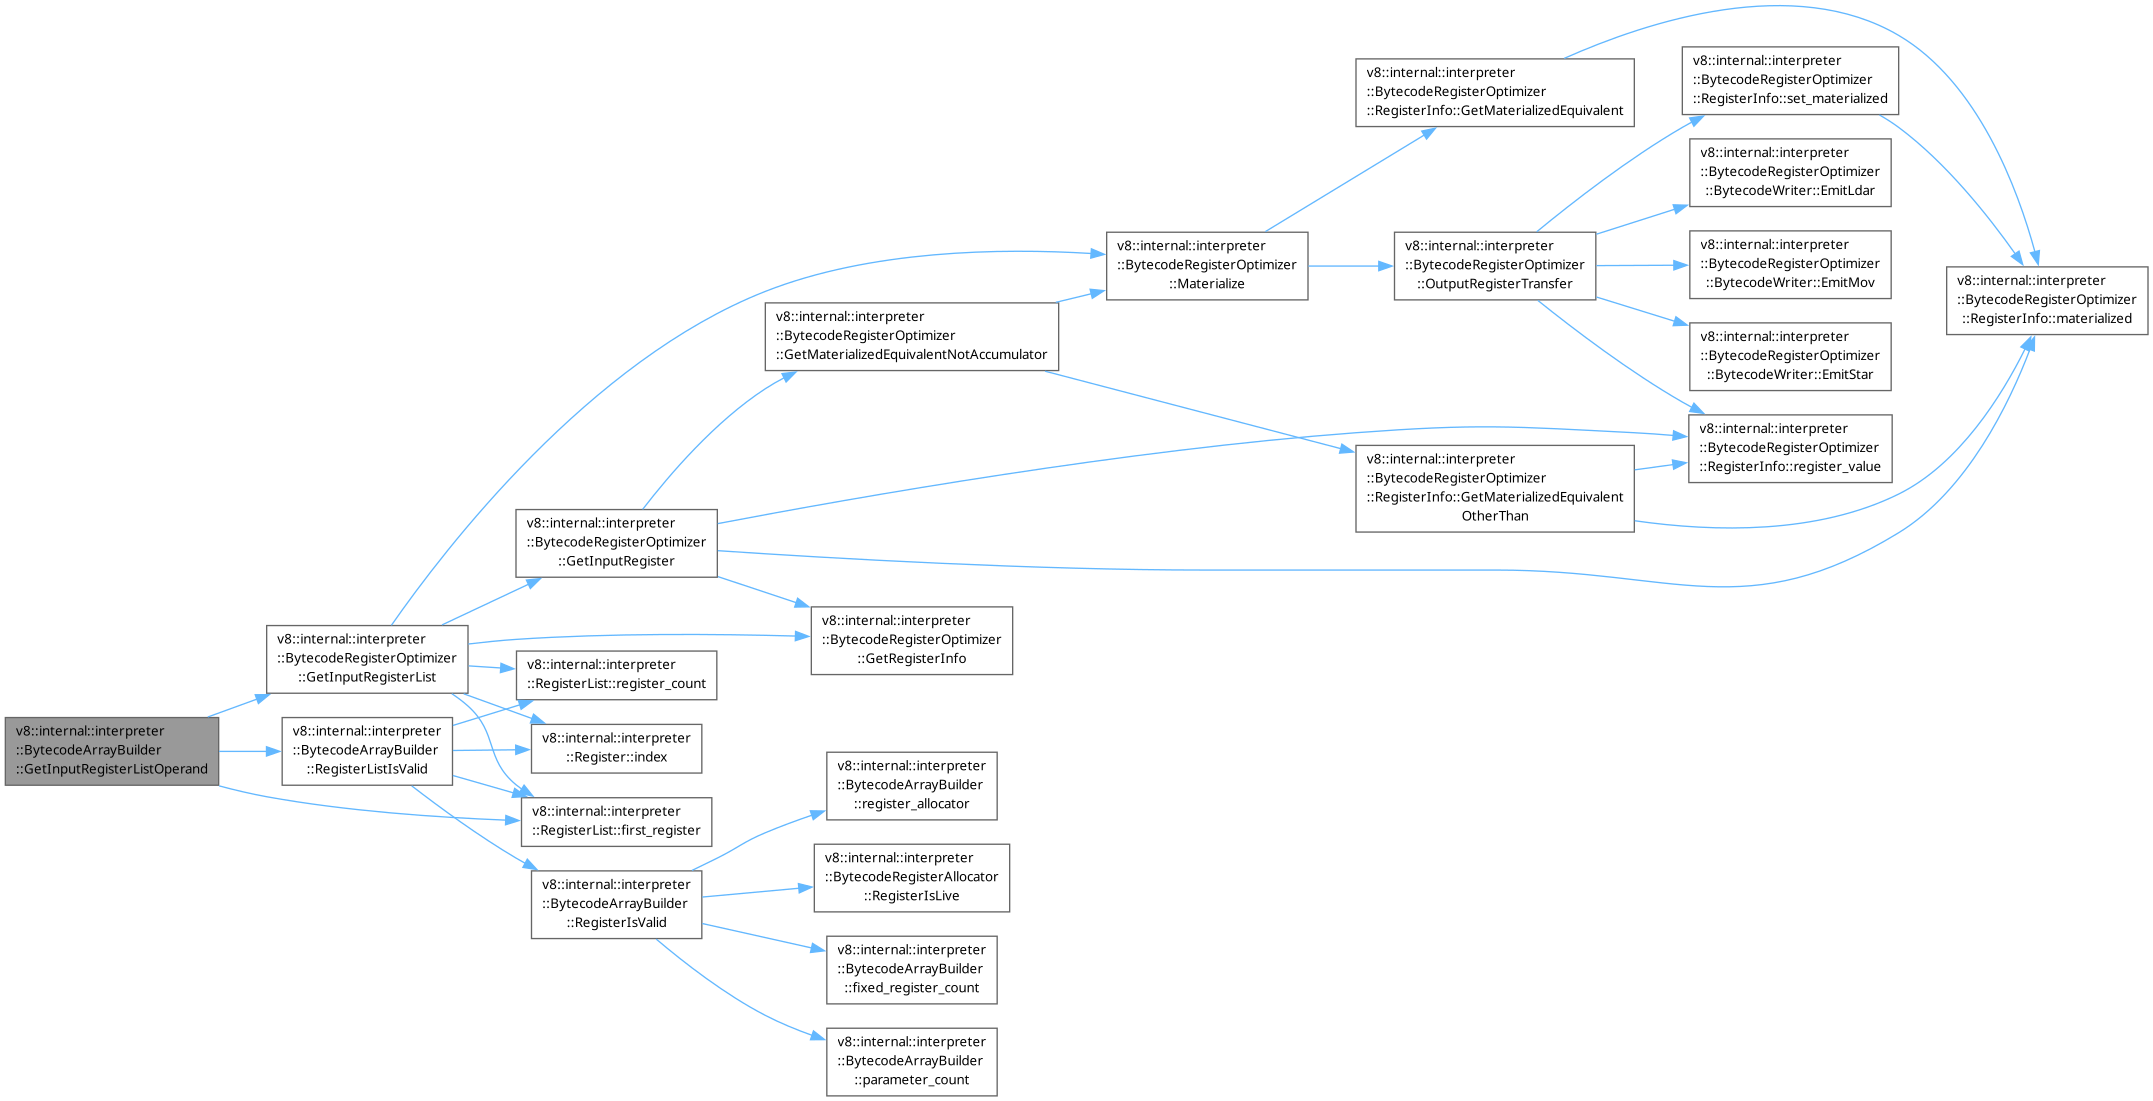 v8::internal::interpreter
::BytecodeArrayBuilder
::GetInputRegisterListOperand
v8::internal::interpreter
::BytecodeRegisterOptimizer
::GetInputRegisterList
v8::internal::interpreter
::BytecodeArrayBuilder
::RegisterListIsValid
v8::internal::interpreter
::BytecodeRegisterOptimizer
::GetInputRegister
v8::internal::interpreter
::RegisterList::register_count
v8::internal::interpreter
::Register::index
v8::internal::interpreter
::RegisterList::first_register
v8::internal::interpreter
::BytecodeArrayBuilder
::RegisterIsValid
v8::internal::interpreter
::BytecodeRegisterOptimizer
::GetMaterializedEquivalentNotAccumulator
v8::internal::interpreter
::BytecodeRegisterOptimizer
::GetRegisterInfo
v8::internal::interpreter
::BytecodeArrayBuilder
::register_allocator
v8::internal::interpreter
::BytecodeRegisterAllocator
::RegisterIsLive
v8::internal::interpreter
::BytecodeArrayBuilder
::fixed_register_count
v8::internal::interpreter
::BytecodeArrayBuilder
::parameter_count
v8::internal::interpreter
::BytecodeRegisterOptimizer
::Materialize
v8::internal::interpreter
::BytecodeRegisterOptimizer
::RegisterInfo::GetMaterializedEquivalent
v8::internal::interpreter
::BytecodeRegisterOptimizer
::OutputRegisterTransfer
v8::internal::interpreter
::BytecodeRegisterOptimizer
::RegisterInfo::GetMaterializedEquivalent
OtherThan
v8::internal::interpreter
::BytecodeRegisterOptimizer
::RegisterInfo::set_materialized
v8::internal::interpreter
::BytecodeRegisterOptimizer
::BytecodeWriter::EmitLdar
v8::internal::interpreter
::BytecodeRegisterOptimizer
::BytecodeWriter::EmitMov
v8::internal::interpreter
::BytecodeRegisterOptimizer
::BytecodeWriter::EmitStar
v8::internal::interpreter
::BytecodeRegisterOptimizer
::RegisterInfo::register_value
v8::internal::interpreter
::BytecodeRegisterOptimizer
::RegisterInfo::materialized